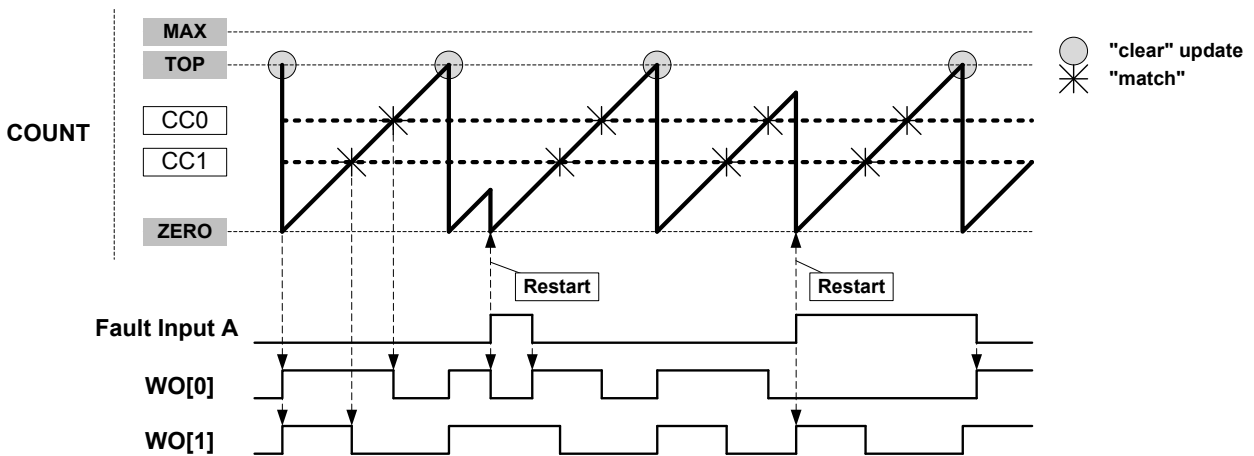 MAX
TOP
"clear" update
"match"
CC0
COUNT
CC1
ZERO
Restart
Restart
Fault Input A
WO[0]
WO[1]